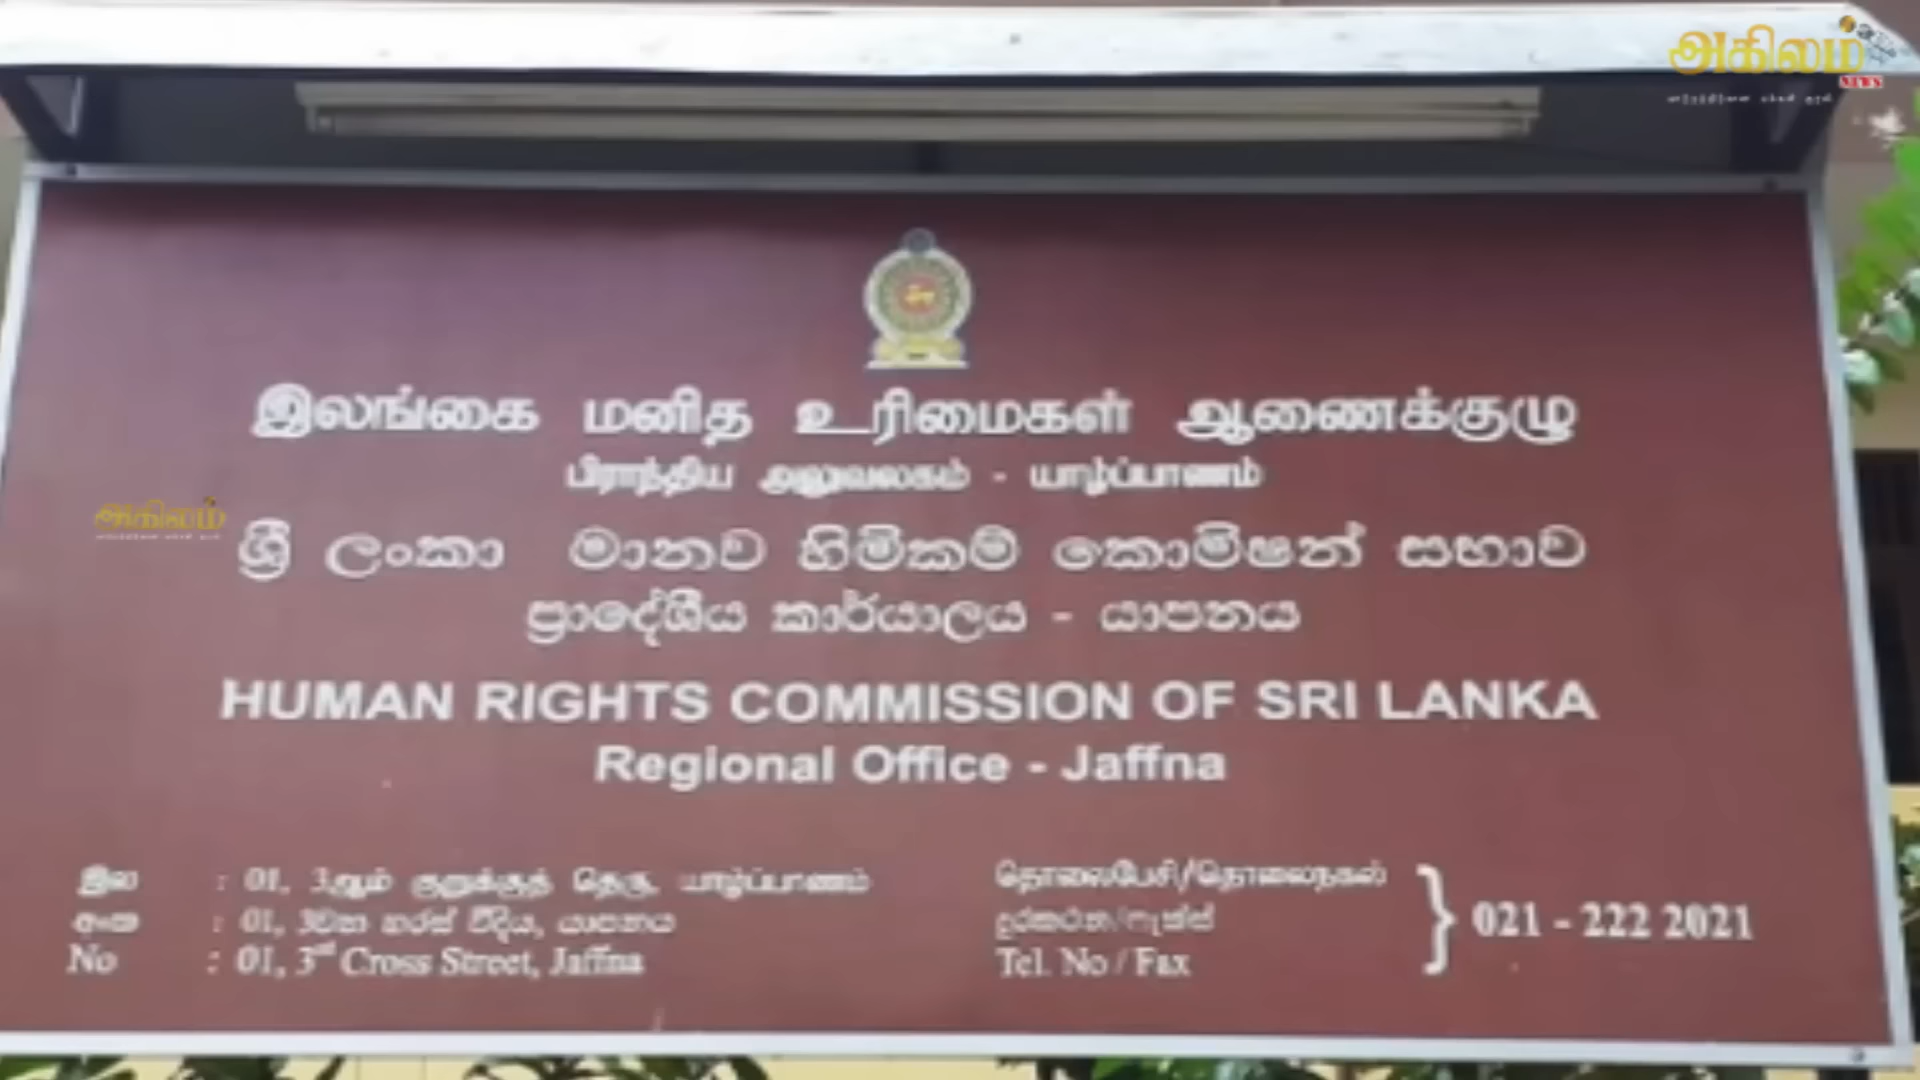 அகிலம்
NEWS
இலங்கை மனித உரிமைகள் ஆணைக்குழு
பிராந்திய அலுவலகம் - யாழ்ப்பாணம்
அகிலம்
ශ්‍රී ලංකා මානව හිමිකම් කොමිෂන් සභාව
ප්‍රාදේශීය කාර්යාලය - යාපනය
HUMAN RIGHTS COMMISSION OF SRI LANKA
Regional Office - Jaffna
இல : 01, 3ஆம் குறுக்குத் தெரு, யாழ்ப்பாணம்
අංක : 01, 3වන හරස් වීදිය, යාපනය
No : 01, 3rd Cross Street, Jaffna
தொலைபேசி/தொலைநகல்
දුරකථන/ෆැක්ස්
Tel. No / Fax
} 021 - 222 2021